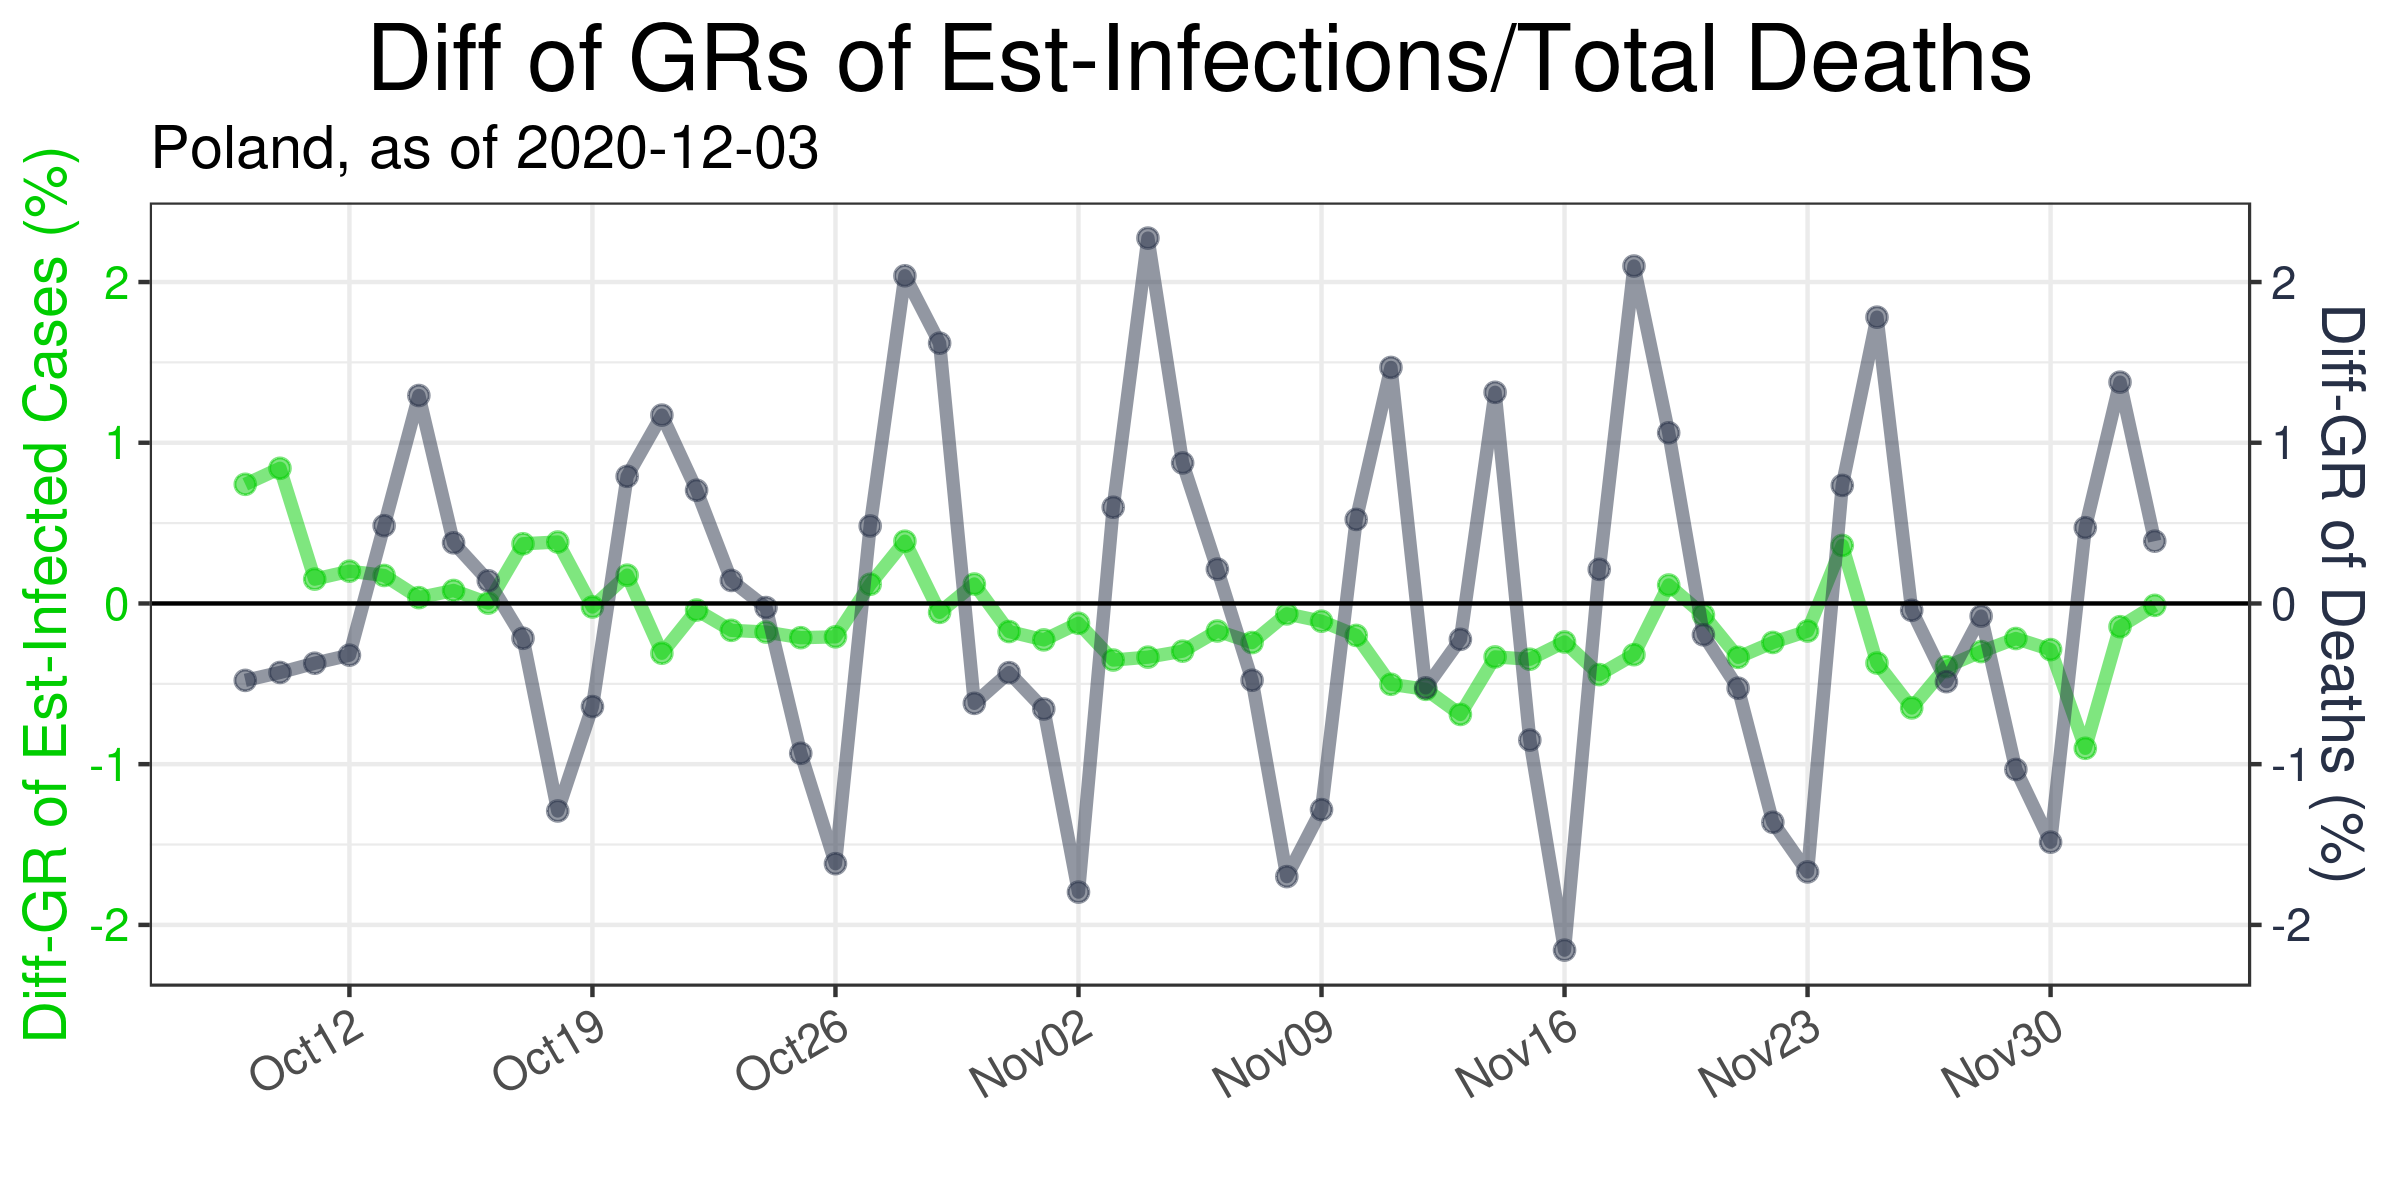 Diff of GRs of Est-Infections/Total Deaths
Poland, as of 2020-12-03
Diff-GR of Est-Infected Cases (%)
2
1
0
-1
-2
2
1
0
-1
-2
Diff-GR of Deaths (%)
Oct12
Oct19
Oct26
Nov02
Nov09
Nov16
Nov23
Nov30